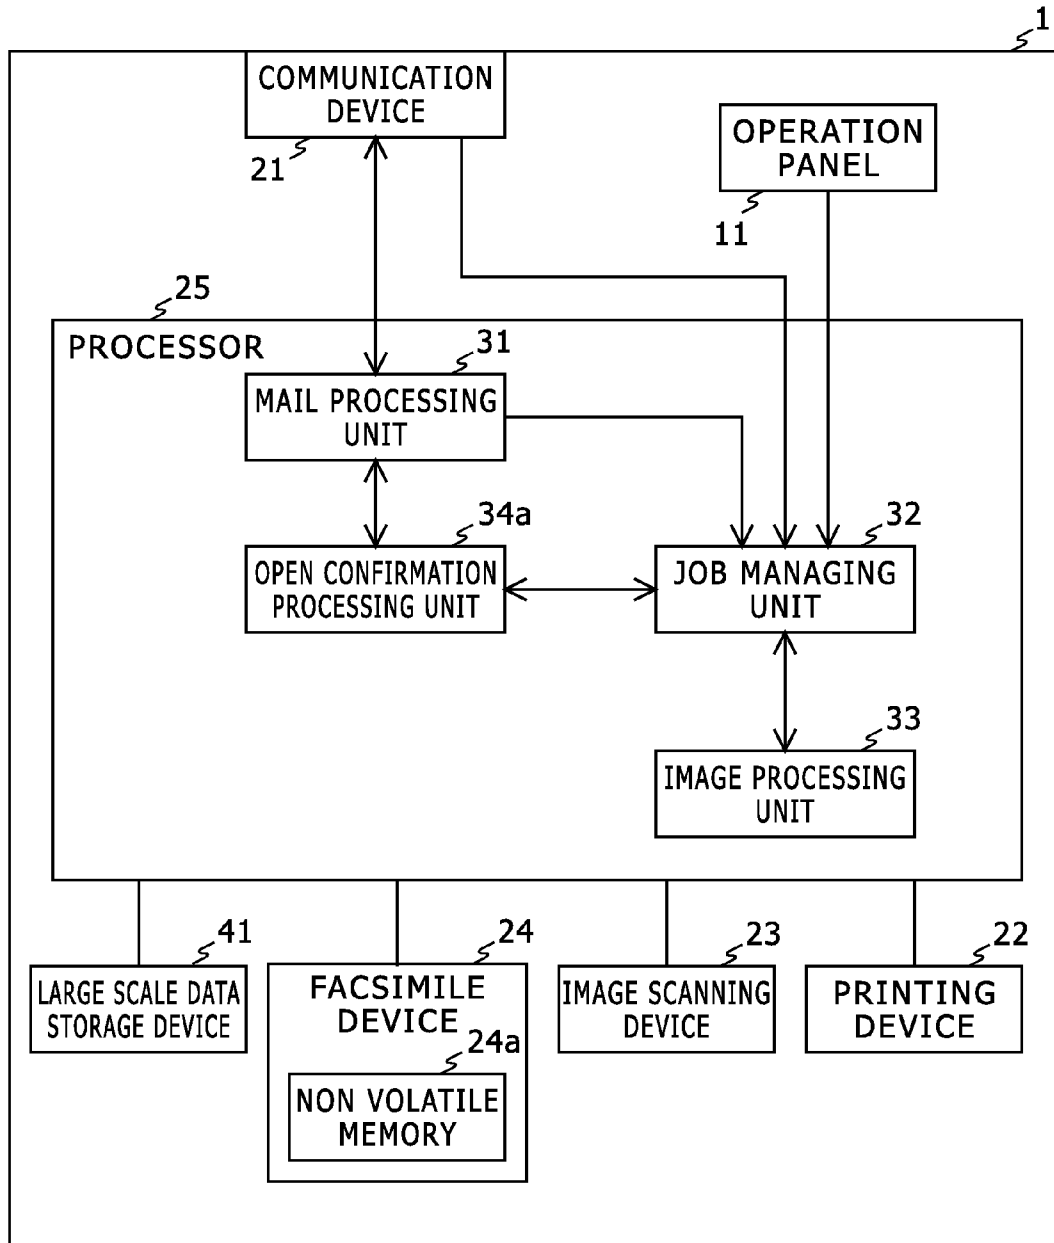 1
COMMUNICATION
DEVICE
21
OPERATION
PANEL
11
25
PROCESSOR
31
MAIL PROCESSING
UNIT
34a
OPEN CONFIRMATION
PROCESSING UNIT
32
JOB MANAGING
UNIT
33
IMAGE PROCESSING
UNIT
41
LARGE SCALE DATA
STORAGE DEVICE
24
FACSIMILE
DEVICE
24a
NON VOLATILE
MEMORY
23
IMAGE SCANNING
DEVICE
22
PRINTING
DEVICE